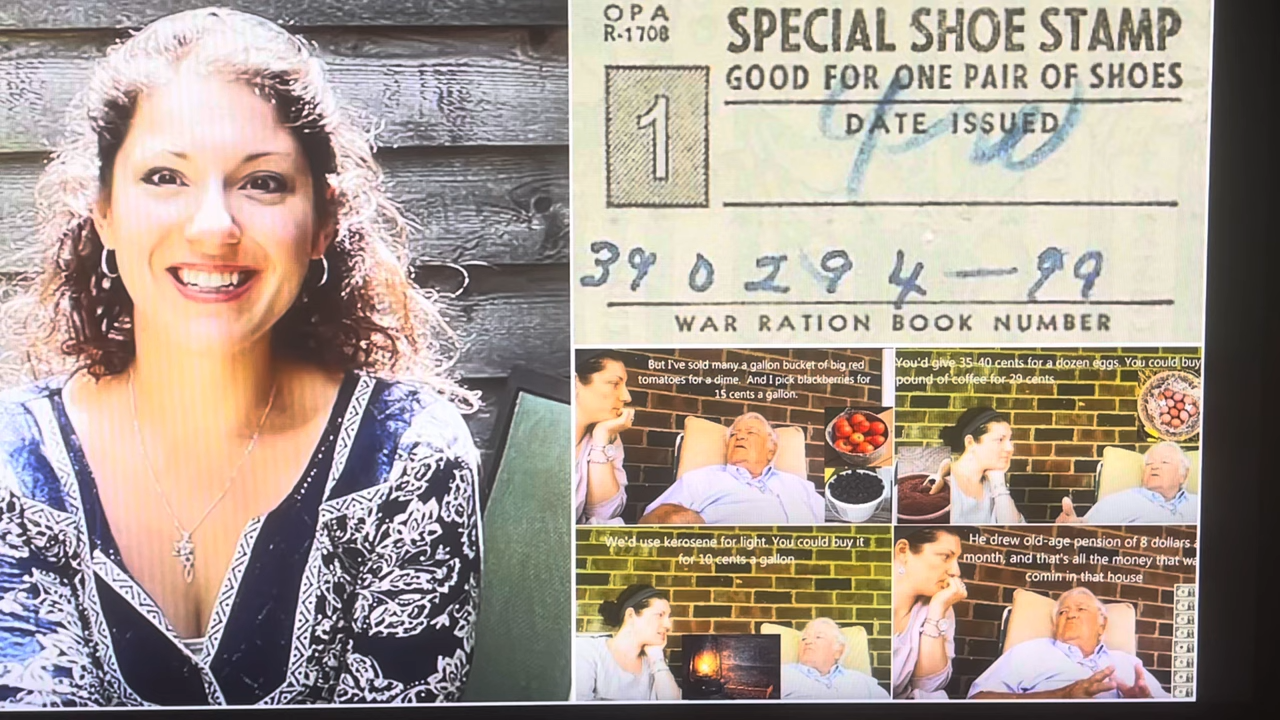 OPA
R-1708
SPECIAL SHOE STAMP
GOOD FOR ONE PAIR OF SHOES
1
DATE ISSUED
WAR RATION BOOK NUMBER
But I've sold many a gallon bucket of big red
tomatoes for a dime. And I pick blackberries for
15 cents a gallon.
You'd give 35-40 cents for a dozen eggs. You could buy
pound of coffee for 29 cents
We'd use kerosene for light. You could buy it
for 10 cents a gallon
He drew old-age pension of 8 dollars a
month, and that's all the money that wa
comin in that house